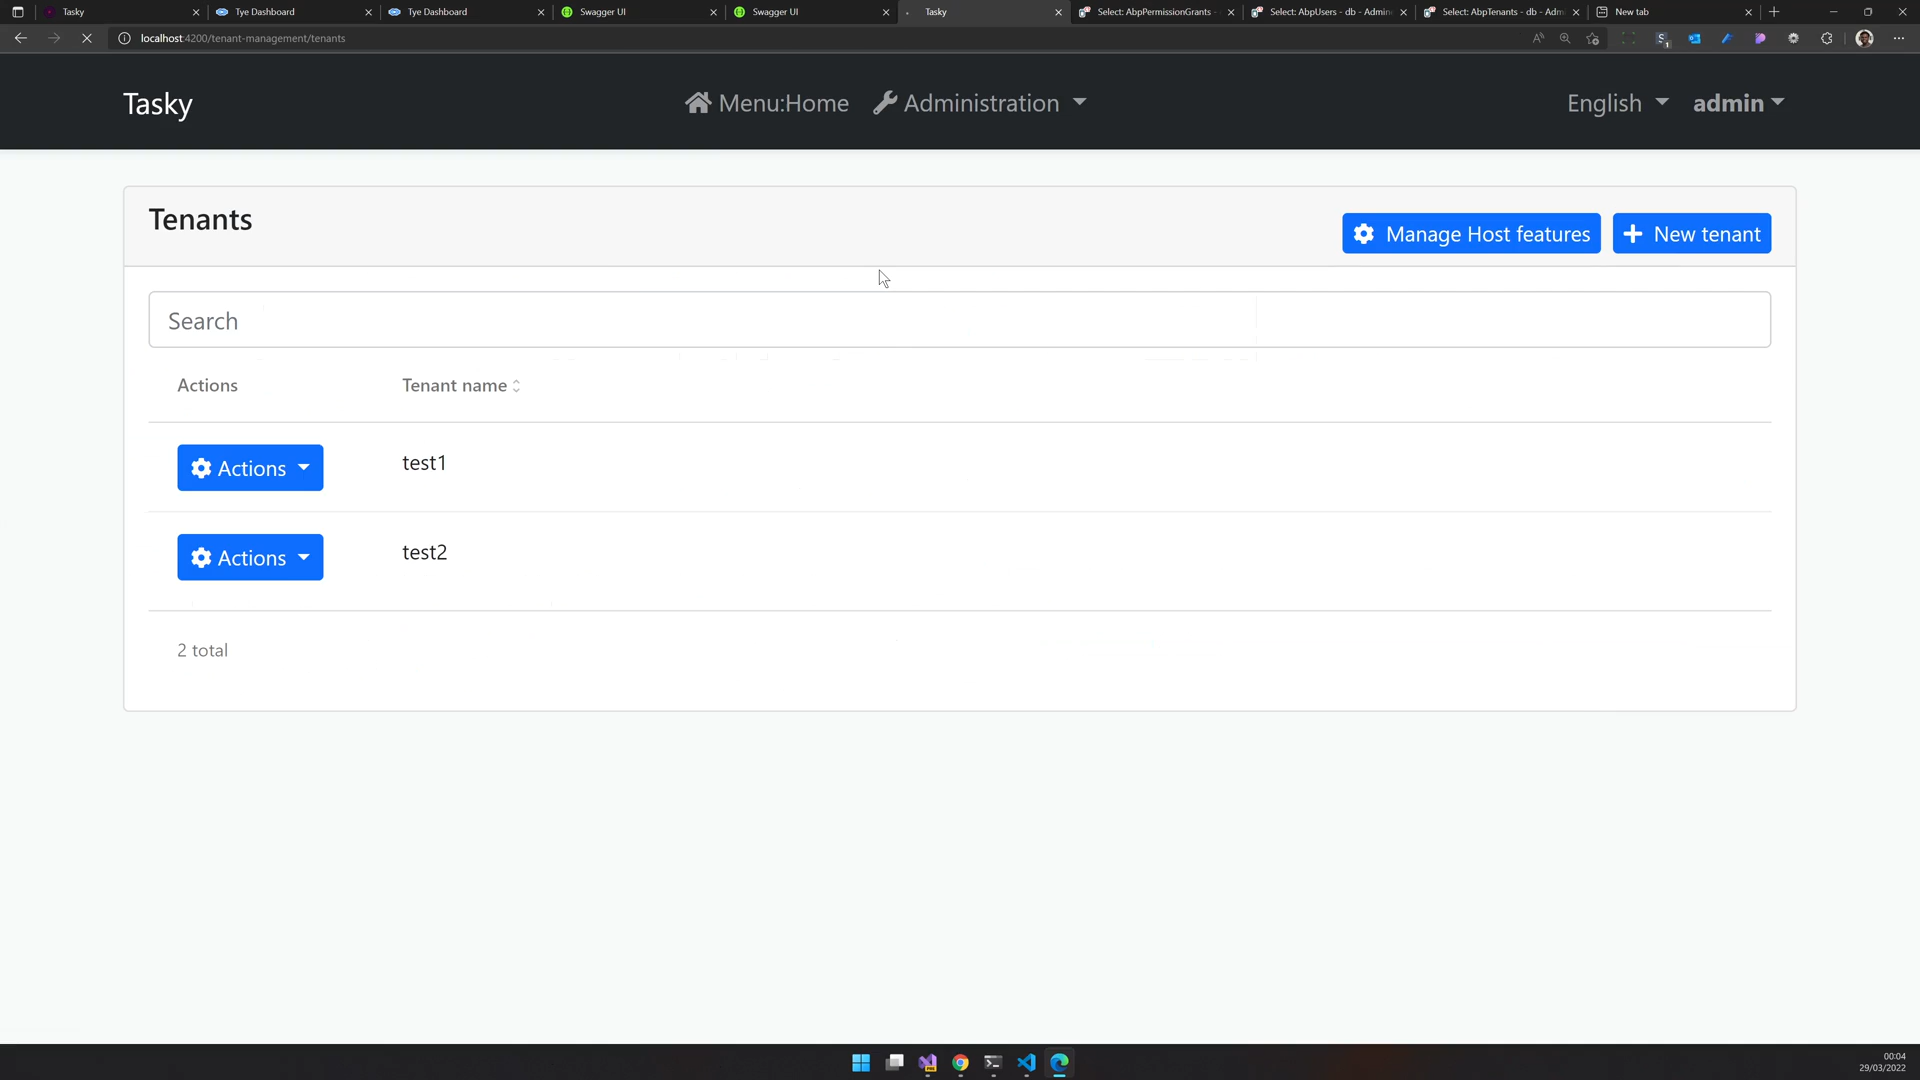 Tasky
Tye Dashboard
Tye Dashboard
Swagger UI
Swagger UI
Tasky
Select: AbpPermissionGrants -
Select: AbpUsers - db - Admine
Select: AbpTenants - db - Adm
New tab
localhost:4200/tenant-management/tenants
Tasky
Menu:Home
Administration
English
admin
Tenants
Manage Host features
New tenant
Search
Actions
Tenant name
Actions
test1
Actions
test2
2 total
00:04
29/03/2022